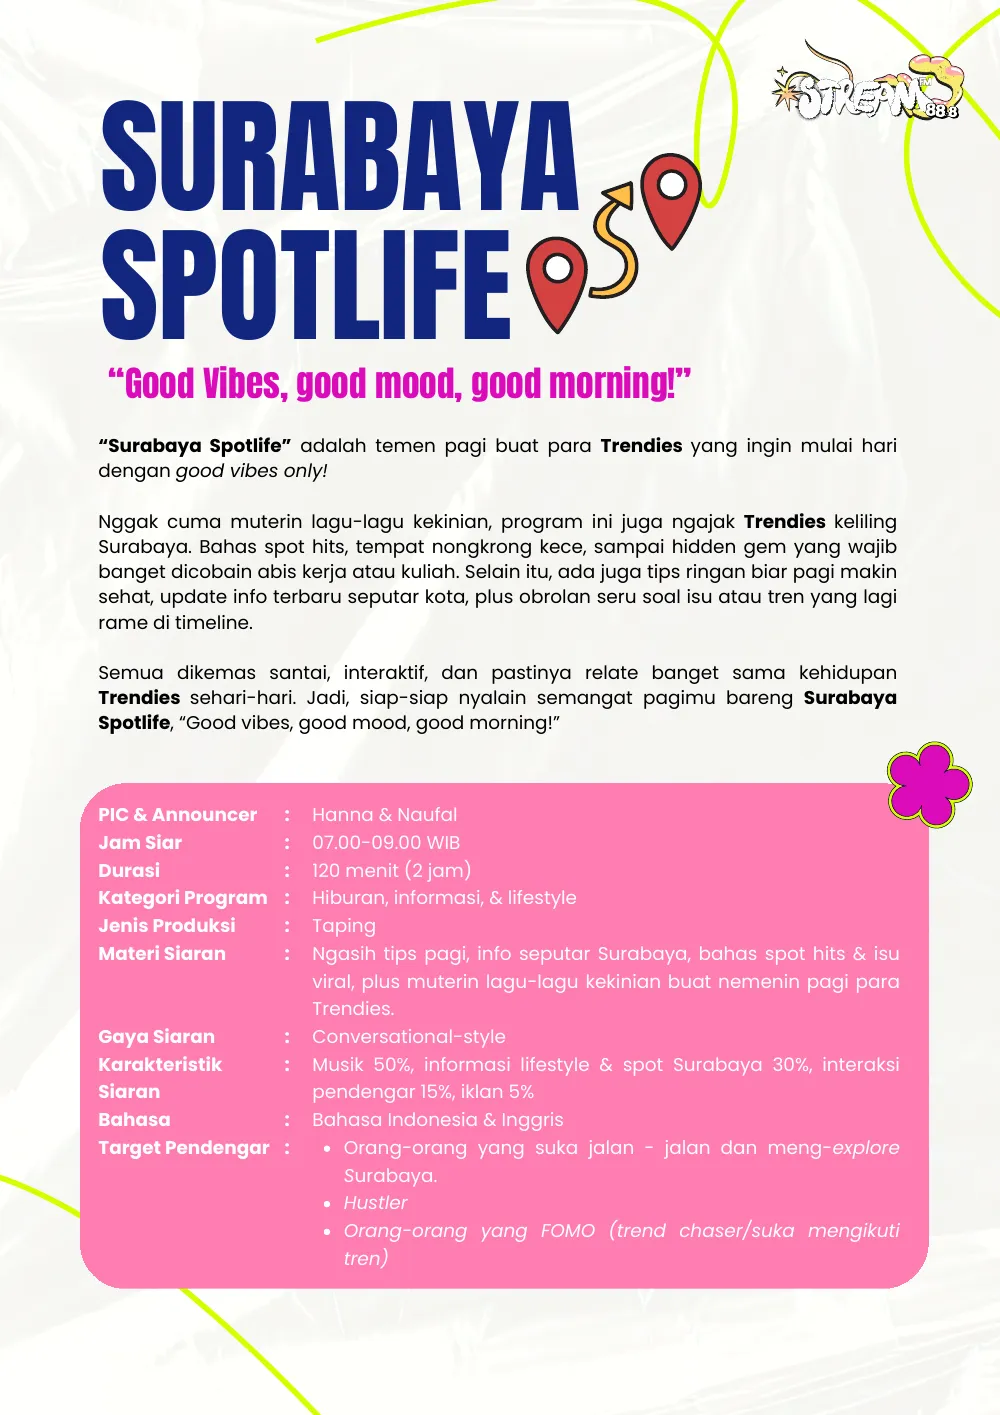 STREAM FM
88.8
SURABAYA
SPOTLIFE
“Good Vibes, good mood, good morning!”
“Surabaya Spotlife” adalah temen pagi buat para Trendies yang ingin mulai hari
dengan good vibes only!
Nggak cuma muterin lagu-lagu kekinian, program ini juga ngajak Trendies keliling
Surabaya. Bahas spot hits, tempat nongkrong kece, sampai hidden gem yang wajib
banget dicobain abis kerja atau kuliah. Selain itu, ada juga tips ringan biar pagi makin
sehat, update info terbaru seputar kota, plus obrolan seru soal isu atau tren yang lagi
rame di timeline.
Semua dikemas santai, interaktif, dan pastinya relate banget sama kehidupan
Trendies sehari-hari. Jadi, siap-siap nyalain semangat pagimu bareng Surabaya
Spotlife, “Good vibes, good mood, good morning!”
PIC & Announcer : Hanna & Naufal
Jam Siar : 07.00-09.00 WIB
Durasi : 120 menit (2 jam)
Kategori Program : Hiburan, informasi, & lifestyle
Jenis Produksi : Taping
Materi Siaran : Ngasih tips pagi, info seputar Surabaya, bahas spot hits & isu
viral, plus muterin lagu-lagu kekinian buat nemenin pagi para
Trendies.
Gaya Siaran : Conversational-style
Karakteristik : Musik 50%, informasi lifestyle & spot Surabaya 30%, interaksi
Siaran pendengar 15%, iklan 5%
Bahasa : Bahasa Indonesia & Inggris
Target Pendengar : • Orang-orang yang suka jalan - jalan dan meng-explore
Surabaya.
• Hustler
• Orang-orang yang FOMO (trend chaser/suka mengikuti
tren)